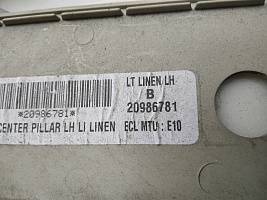 LT LINEN/LH
B
20986781
*20986781*
CENTER PILLAR LH LI LINEN ECL MTU : E10